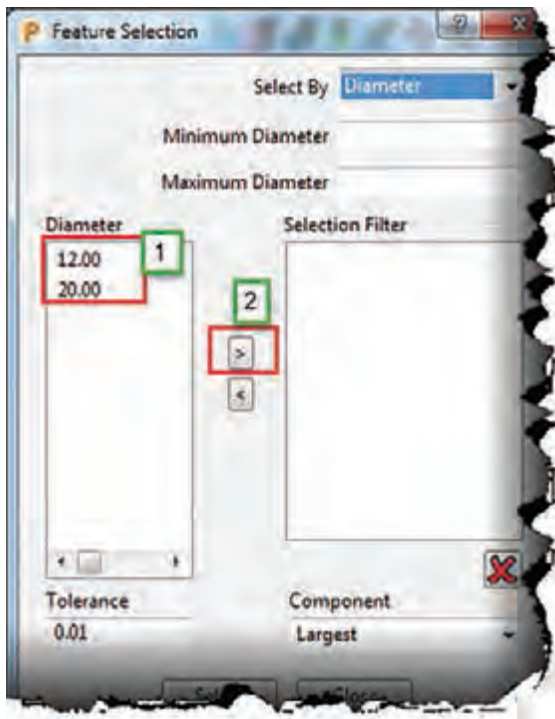 Feature Selection
Select By Diameter
Minimum Diameter
Maximum Diameter
Diameter Selection Filter
12.00 1
20.00
2
>
<
Tolerance Component
0.01 Largest